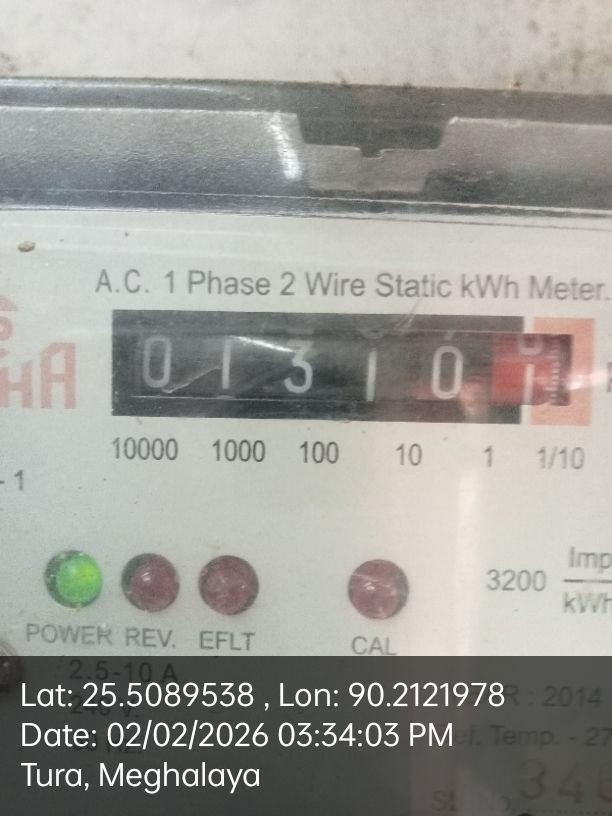 A.C. 1 Phase 2 Wire Static kWh Meter.
0 1 3 1 0 1
10000 1000 100 10 1 1/10
- 1
3200 Imp
kWh
POWER REV. EFLT CAL
2.5-10 A
Lat: 25.5089538 , Lon: 90.2121978
R : 2014
Date: 02/02/2026 03:34:03 PM
Temp. - 27
Tura, Meghalaya